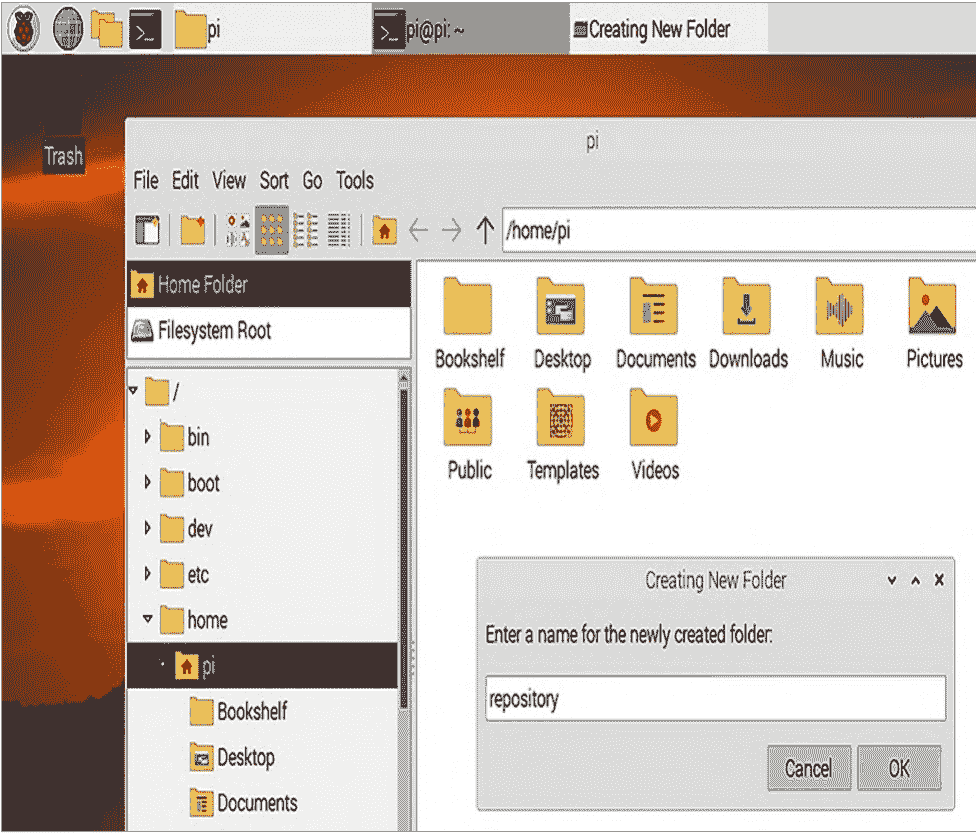 pi
pi@pi: ~
Creating New Folder
Trash
pi
File Edit View Sort Go Tools
/home/pi
Home Folder
Filesystem Root
/
bin
boot
dev
etc
home
pi
Bookshelf
Desktop
Documents
Bookshelf Desktop Documents Downloads Music Pictures
Public Templates Videos
Creating New Folder
Enter a name for the newly created folder:
repository
Cancel OK